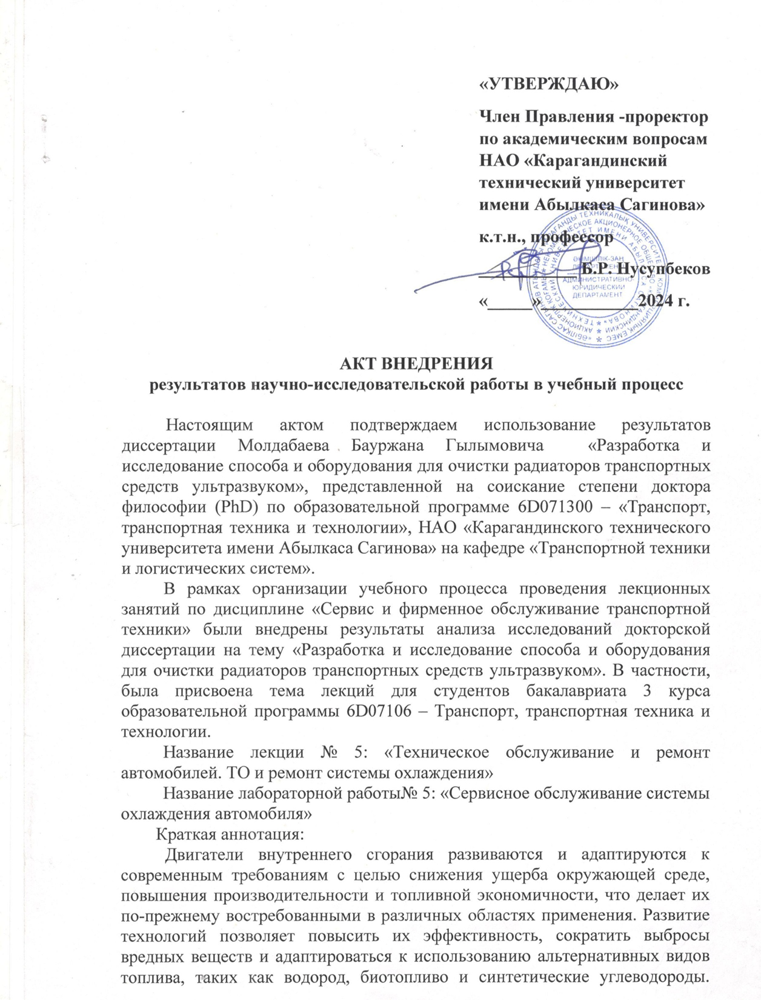 «УТВЕРЖДАЮ»
Член Правления -проректор
по академическим вопросам
НАО «Карагандинский
технический университет
имени Абылкаса Сагинова»
к.т.н., профессор
Б.Р. Нусупбеков
«_____»___________2024 г.
ӘКІМШІЛІК-ЗАҢ
ДЕПАРТАМЕНТІ
АДМИНИСТРАТИВНО-
ЮРИДИЧЕСКИЙ
ДЕПАРТАМЕНТ
АКТ ВНЕДРЕНИЯ
результатов научно-исследовательской работы в учебный процесс
Настоящим актом подтверждаем использование результатов
диссертации Молдабаева Бауржана Гылымовича «Разработка и
исследование способа и оборудования для очистки радиаторов транспортных
средств ультразвуком», представленной на соискание степени доктора
философии (PhD) по образовательной программе 6D071300 – «Транспорт,
транспортная техника и технологии», НАО «Карагандинского технического
университета имени Абылкаса Сагинова» на кафедре «Транспортной техники
и логистических систем».
В рамках организации учебного процесса проведения лекционных
занятий по дисциплине «Сервис и фирменное обслуживание транспортной
техники» были внедрены результаты анализа исследований докторской
диссертации на тему «Разработка и исследование способа и оборудования
для очистки радиаторов транспортных средств ультразвуком». В частности,
была присвоена тема лекций для студентов бакалавриата 3 курса
образовательной программы 6D07106 – Транспорт, транспортная техника и
технологии.
Название лекции № 5: «Техническое обслуживание и ремонт
автомобилей. ТО и ремонт системы охлаждения»
Название лабораторной работы№ 5: «Сервисное обслуживание системы
охлаждения автомобиля»
Краткая аннотация:
Двигатели внутреннего сгорания развиваются и адаптируются к
современным требованиям с целью снижения ущерба окружающей среде,
повышения производительности и топливной экономичности, что делает их
по-прежнему востребованными в различных областях применения. Развитие
технологий позволяет повысить их эффективность, сократить выбросы
вредных веществ и адаптироваться к использованию альтернативных видов
топлива, таких как водород, биотопливо и синтетические углеводороды.